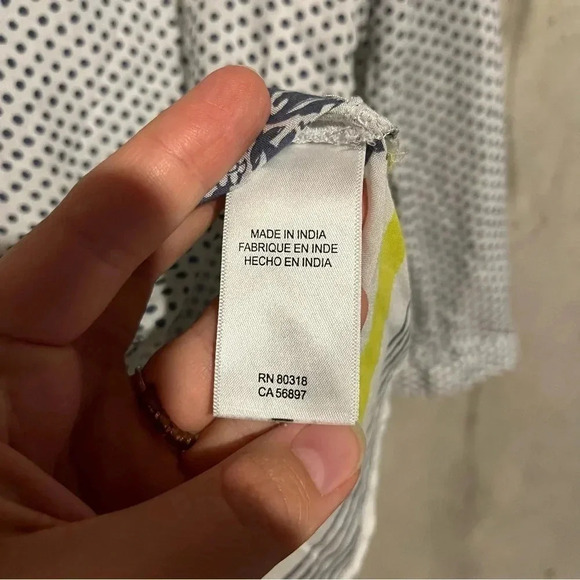 MADE IN INDIA
FABRIQUE EN INDE
HECHO EN INDIA
RN 80318
CA 56897